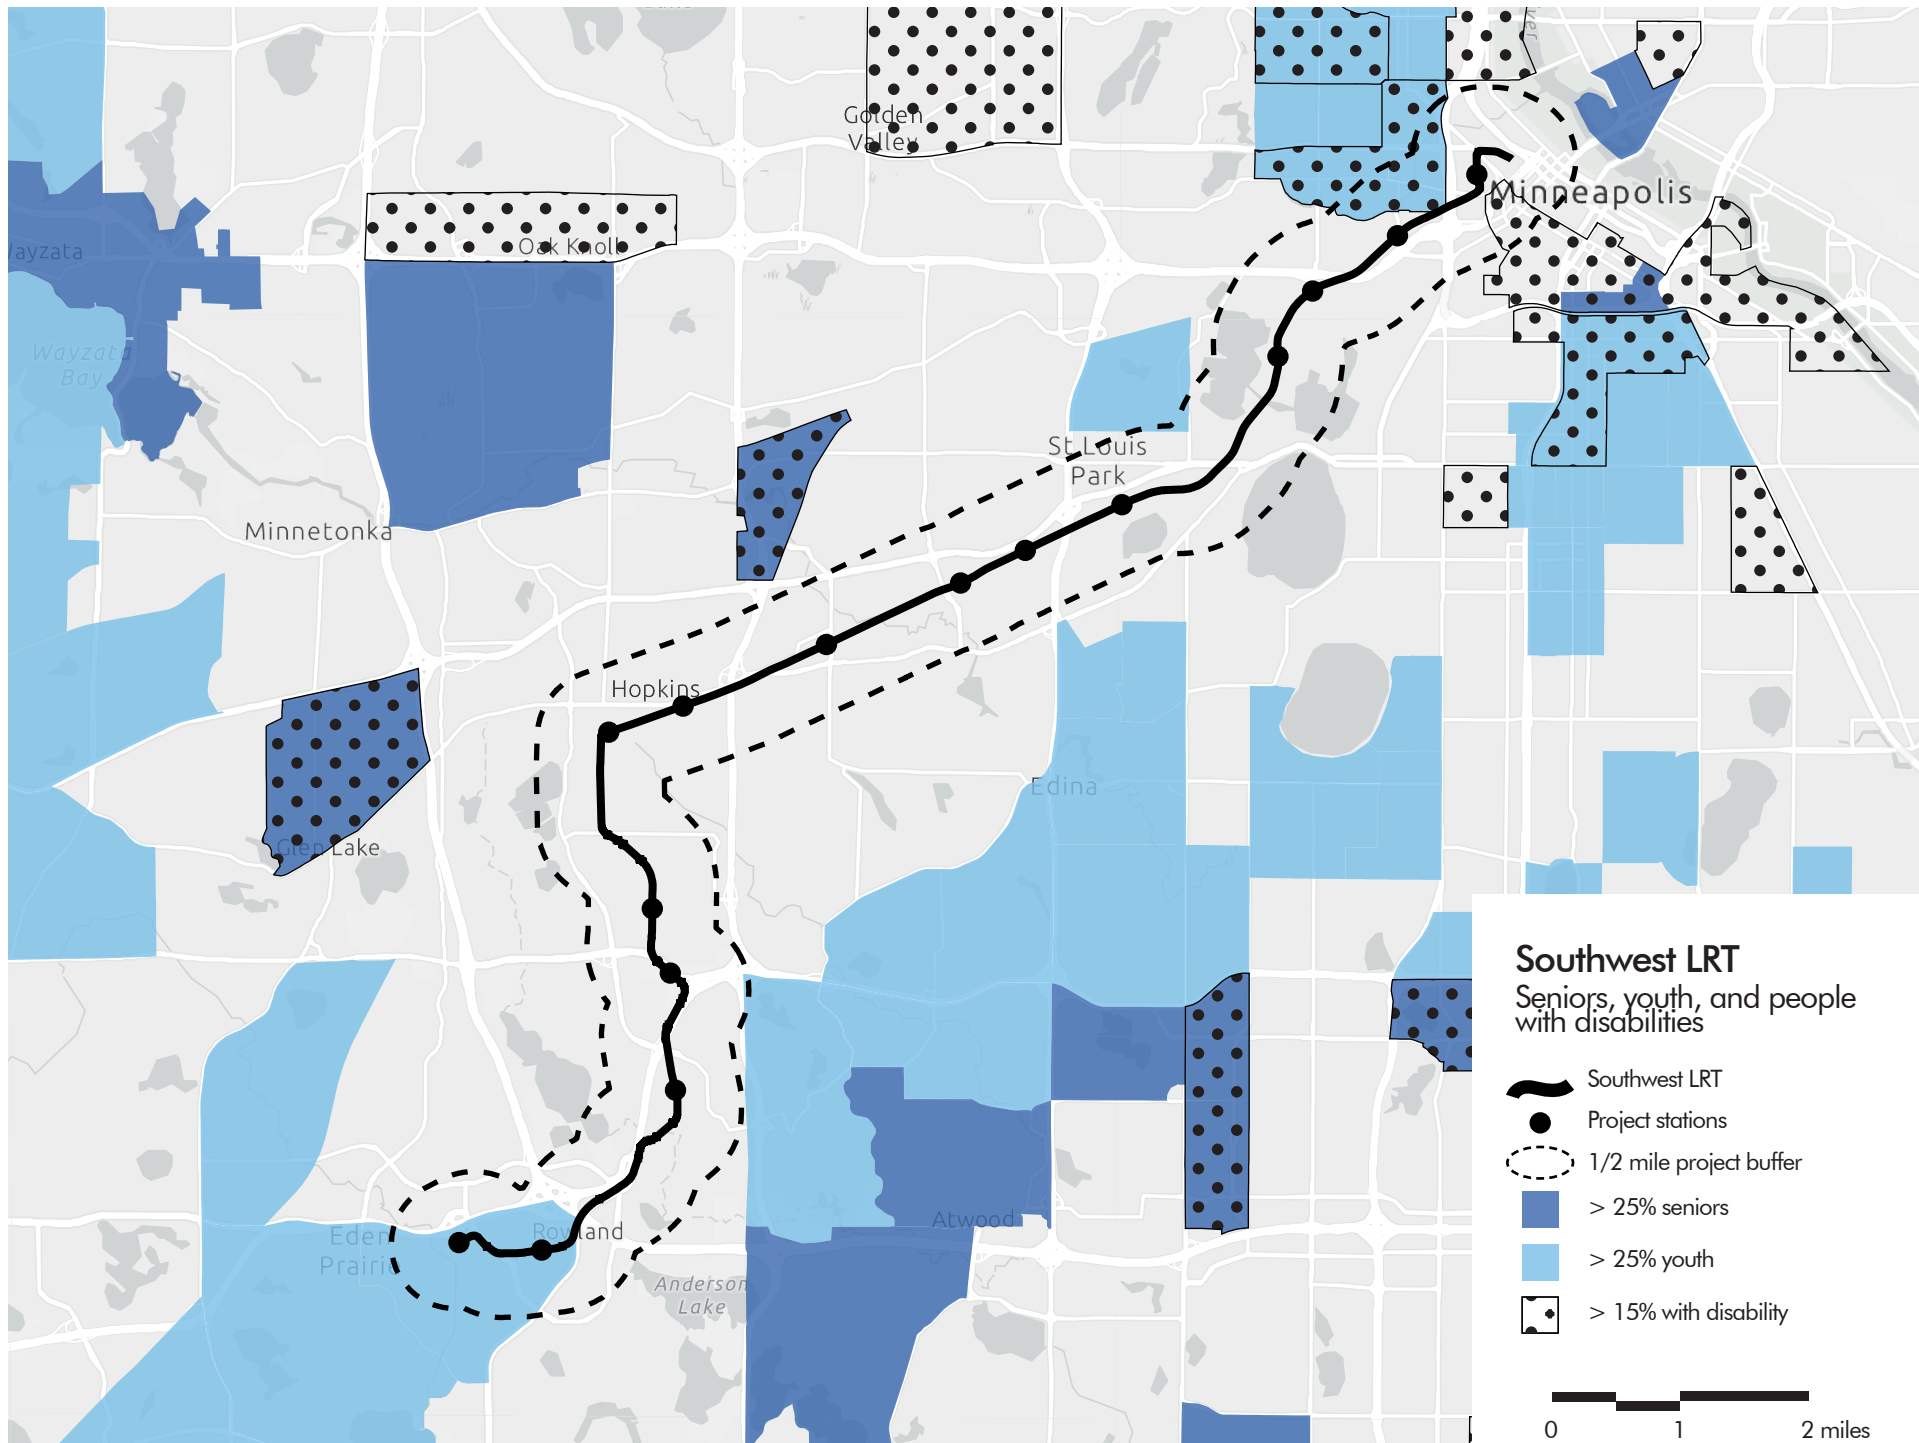 Golden
Valley
Minneapolis
Oak Knoll
Wayzata
Bay
St Louis
Park
Minnetonka
Hopkins
Edina
Glen Lake
Atwood
Rowland
Eden
Prairie
Anderson
Lake
Southwest LRT
Seniors, youth, and people
with disabilities
Southwest LRT
Project stations
1/2 mile project buffer
> 25% seniors
> 25% youth
> 15% with disability
0 1 2 miles